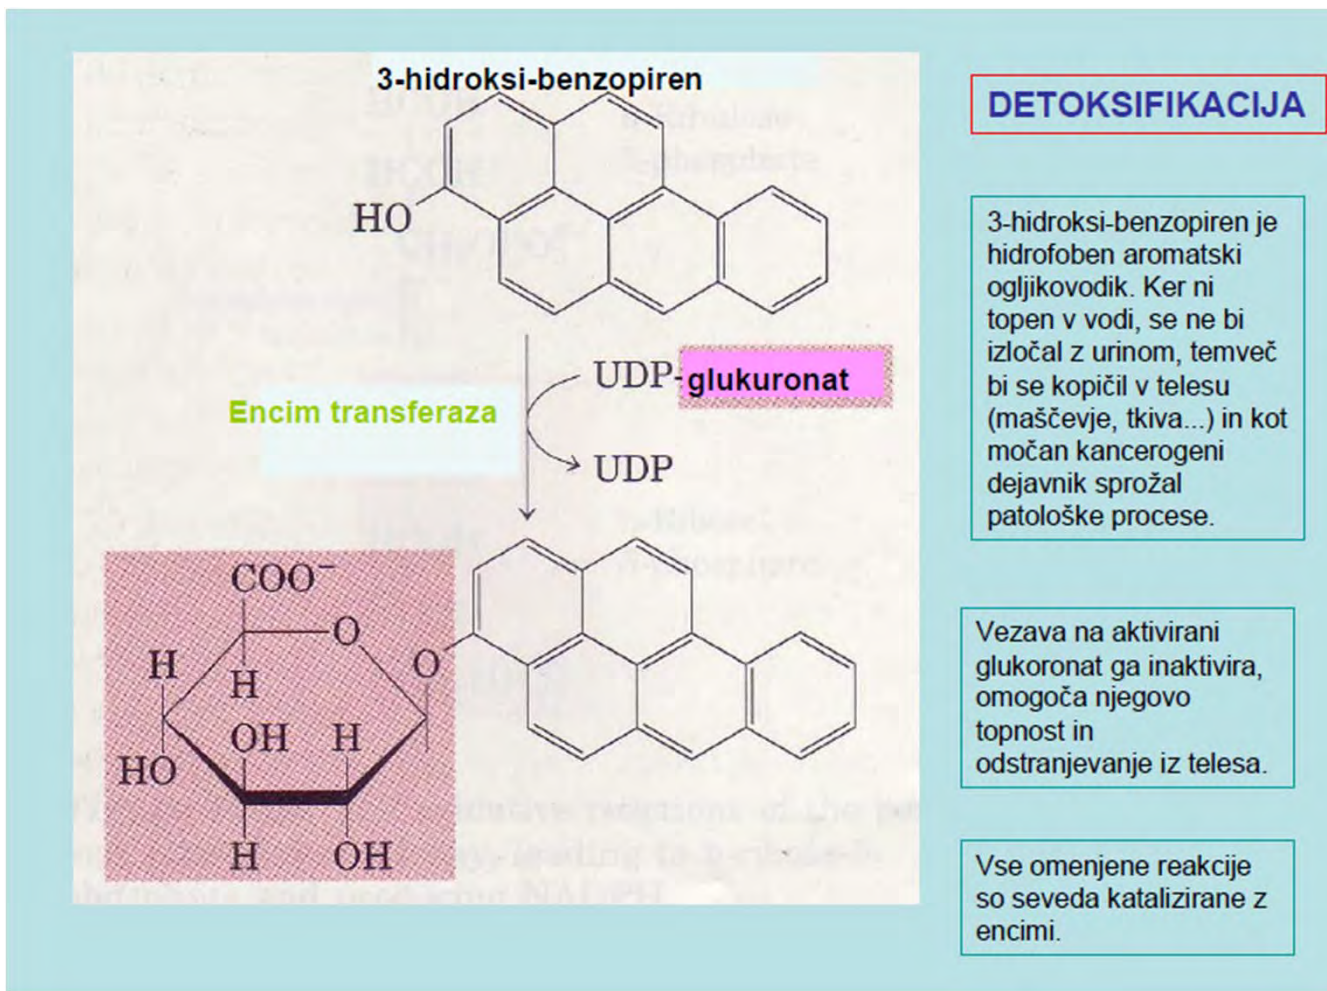 3-hidroksi-benzopiren
HO
UDP-glukuronat
Encim transferaza
UDP
COO⁻
O
H
H
O
OH H
HO
H OH
DETOKSIFIKACIJA
3-hidroksi-benzopiren je
hidrofoben aromatski
ogljikovodik. Ker ni
topen v vodi, se ne bi
izločal z urinom, temveč
bi se kopičil v telesu
(maščevje, tkiva...) in kot
močan kancerogeni
dejavnik sprožal
patološke procese.
Vezava na aktivirani
glukoronat ga inaktivira,
omogoča njegovo
topnost in
odstranjevanje iz telesa.
Vse omenjene reakcije
so seveda katalizirane z
encimi.